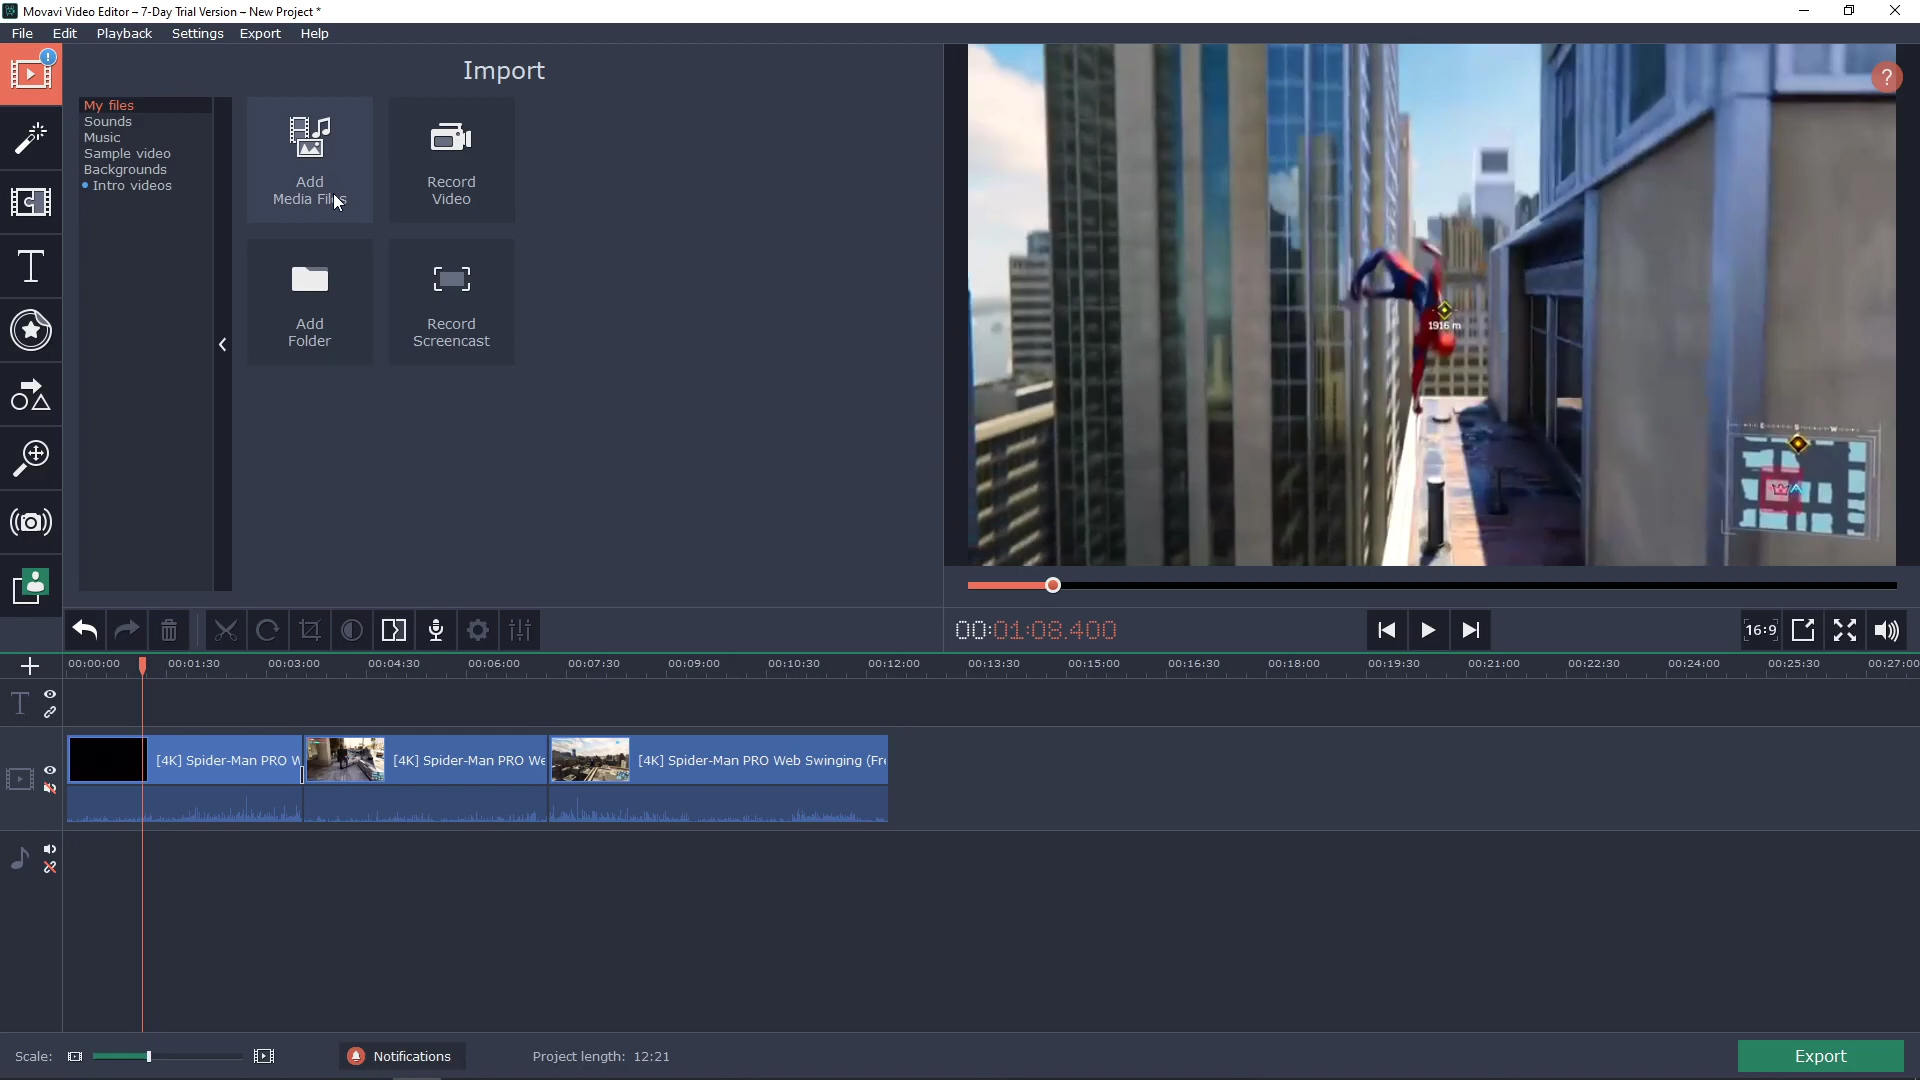 Movavi Video Editor – 7-Day Trial Version – New Project *
File Edit Playback Settings Export Help
Import
My files
Sounds
Music
Sample video
Backgrounds
Intro videos
Add
Media Files
Record
Video
Add
Folder
Record
Screencast
1916 m
?
00:01:08.400
16:9
00:00:00 00:01:30 00:03:00 00:04:30 00:06:00 00:07:30 00:09:00 00:10:30 00:12:00 00:13:30 00:15:00 00:16:30 00:18:00 00:19:30 00:21:00 00:22:30 00:24:00 00:25:30 00:27:00
[4K] Spider-Man PRO W [4K] Spider-Man PRO We [4K] Spider-Man PRO Web Swinging (Fre
Scale: Notifications Project length: 12:21 Export